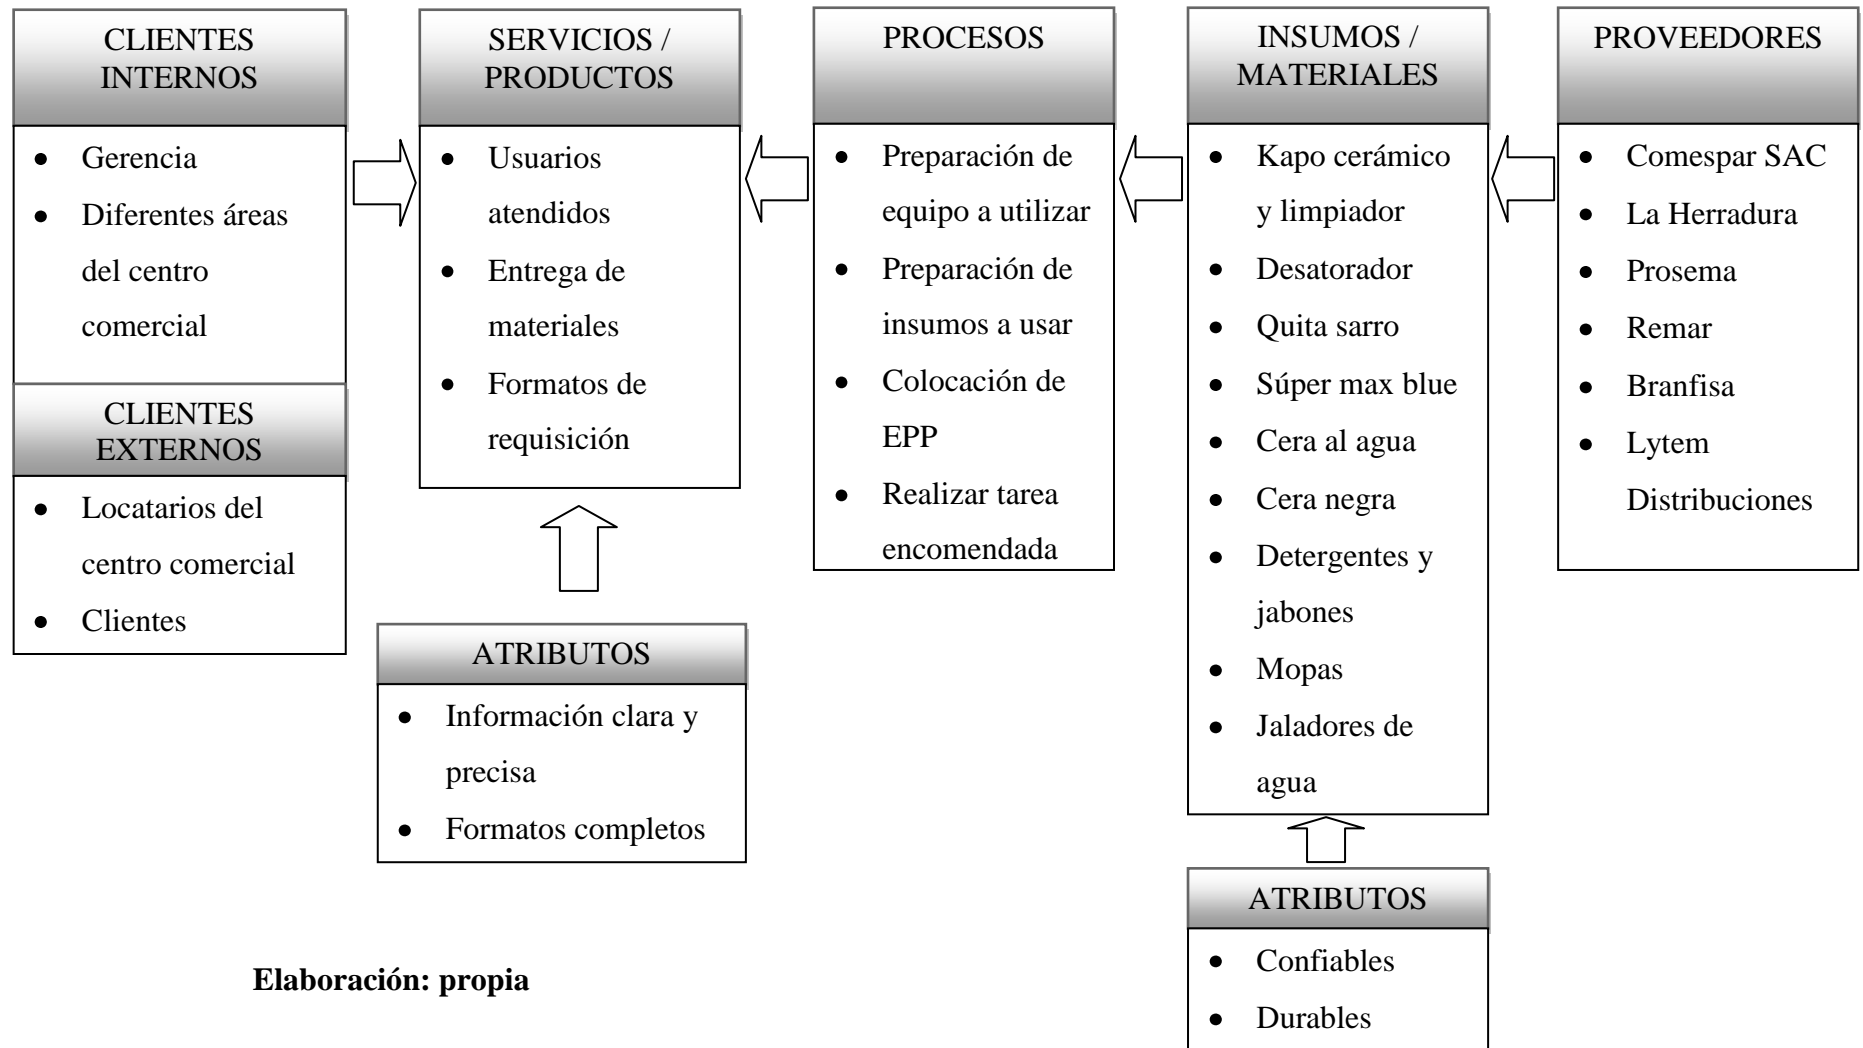 CLIENTES
INTERNOS
• Gerencia
• Diferentes áreas
del centro
comercial
CLIENTES
EXTERNOS
• Locatarios del
centro comercial
• Clientes
SERVICIOS /
PRODUCTOS
• Usuarios
atendidos
• Entrega de
materiales
• Formatos de
requisición
ATRIBUTOS
• Información clara y
precisa
• Formatos completos
PROCESOS
• Preparación de
equipo a utilizar
• Preparación de
insumos a usar
• Colocación de
EPP
• Realizar tarea
encomendada
INSUMOS /
MATERIALES
• Kapo cerámico
y limpiador
• Desatorador
• Quita sarro
• Súper max blue
• Cera al agua
• Cera negra
• Detergentes y
jabones
• Mopas
• Jaladores de
agua
ATRIBUTOS
• Confiables
• Durables
PROVEEDORES
• Comespar SAC
• La Herradura
• Prosema
• Remar
• Branfisa
• Lytem
Distribuciones
Elaboración: propia